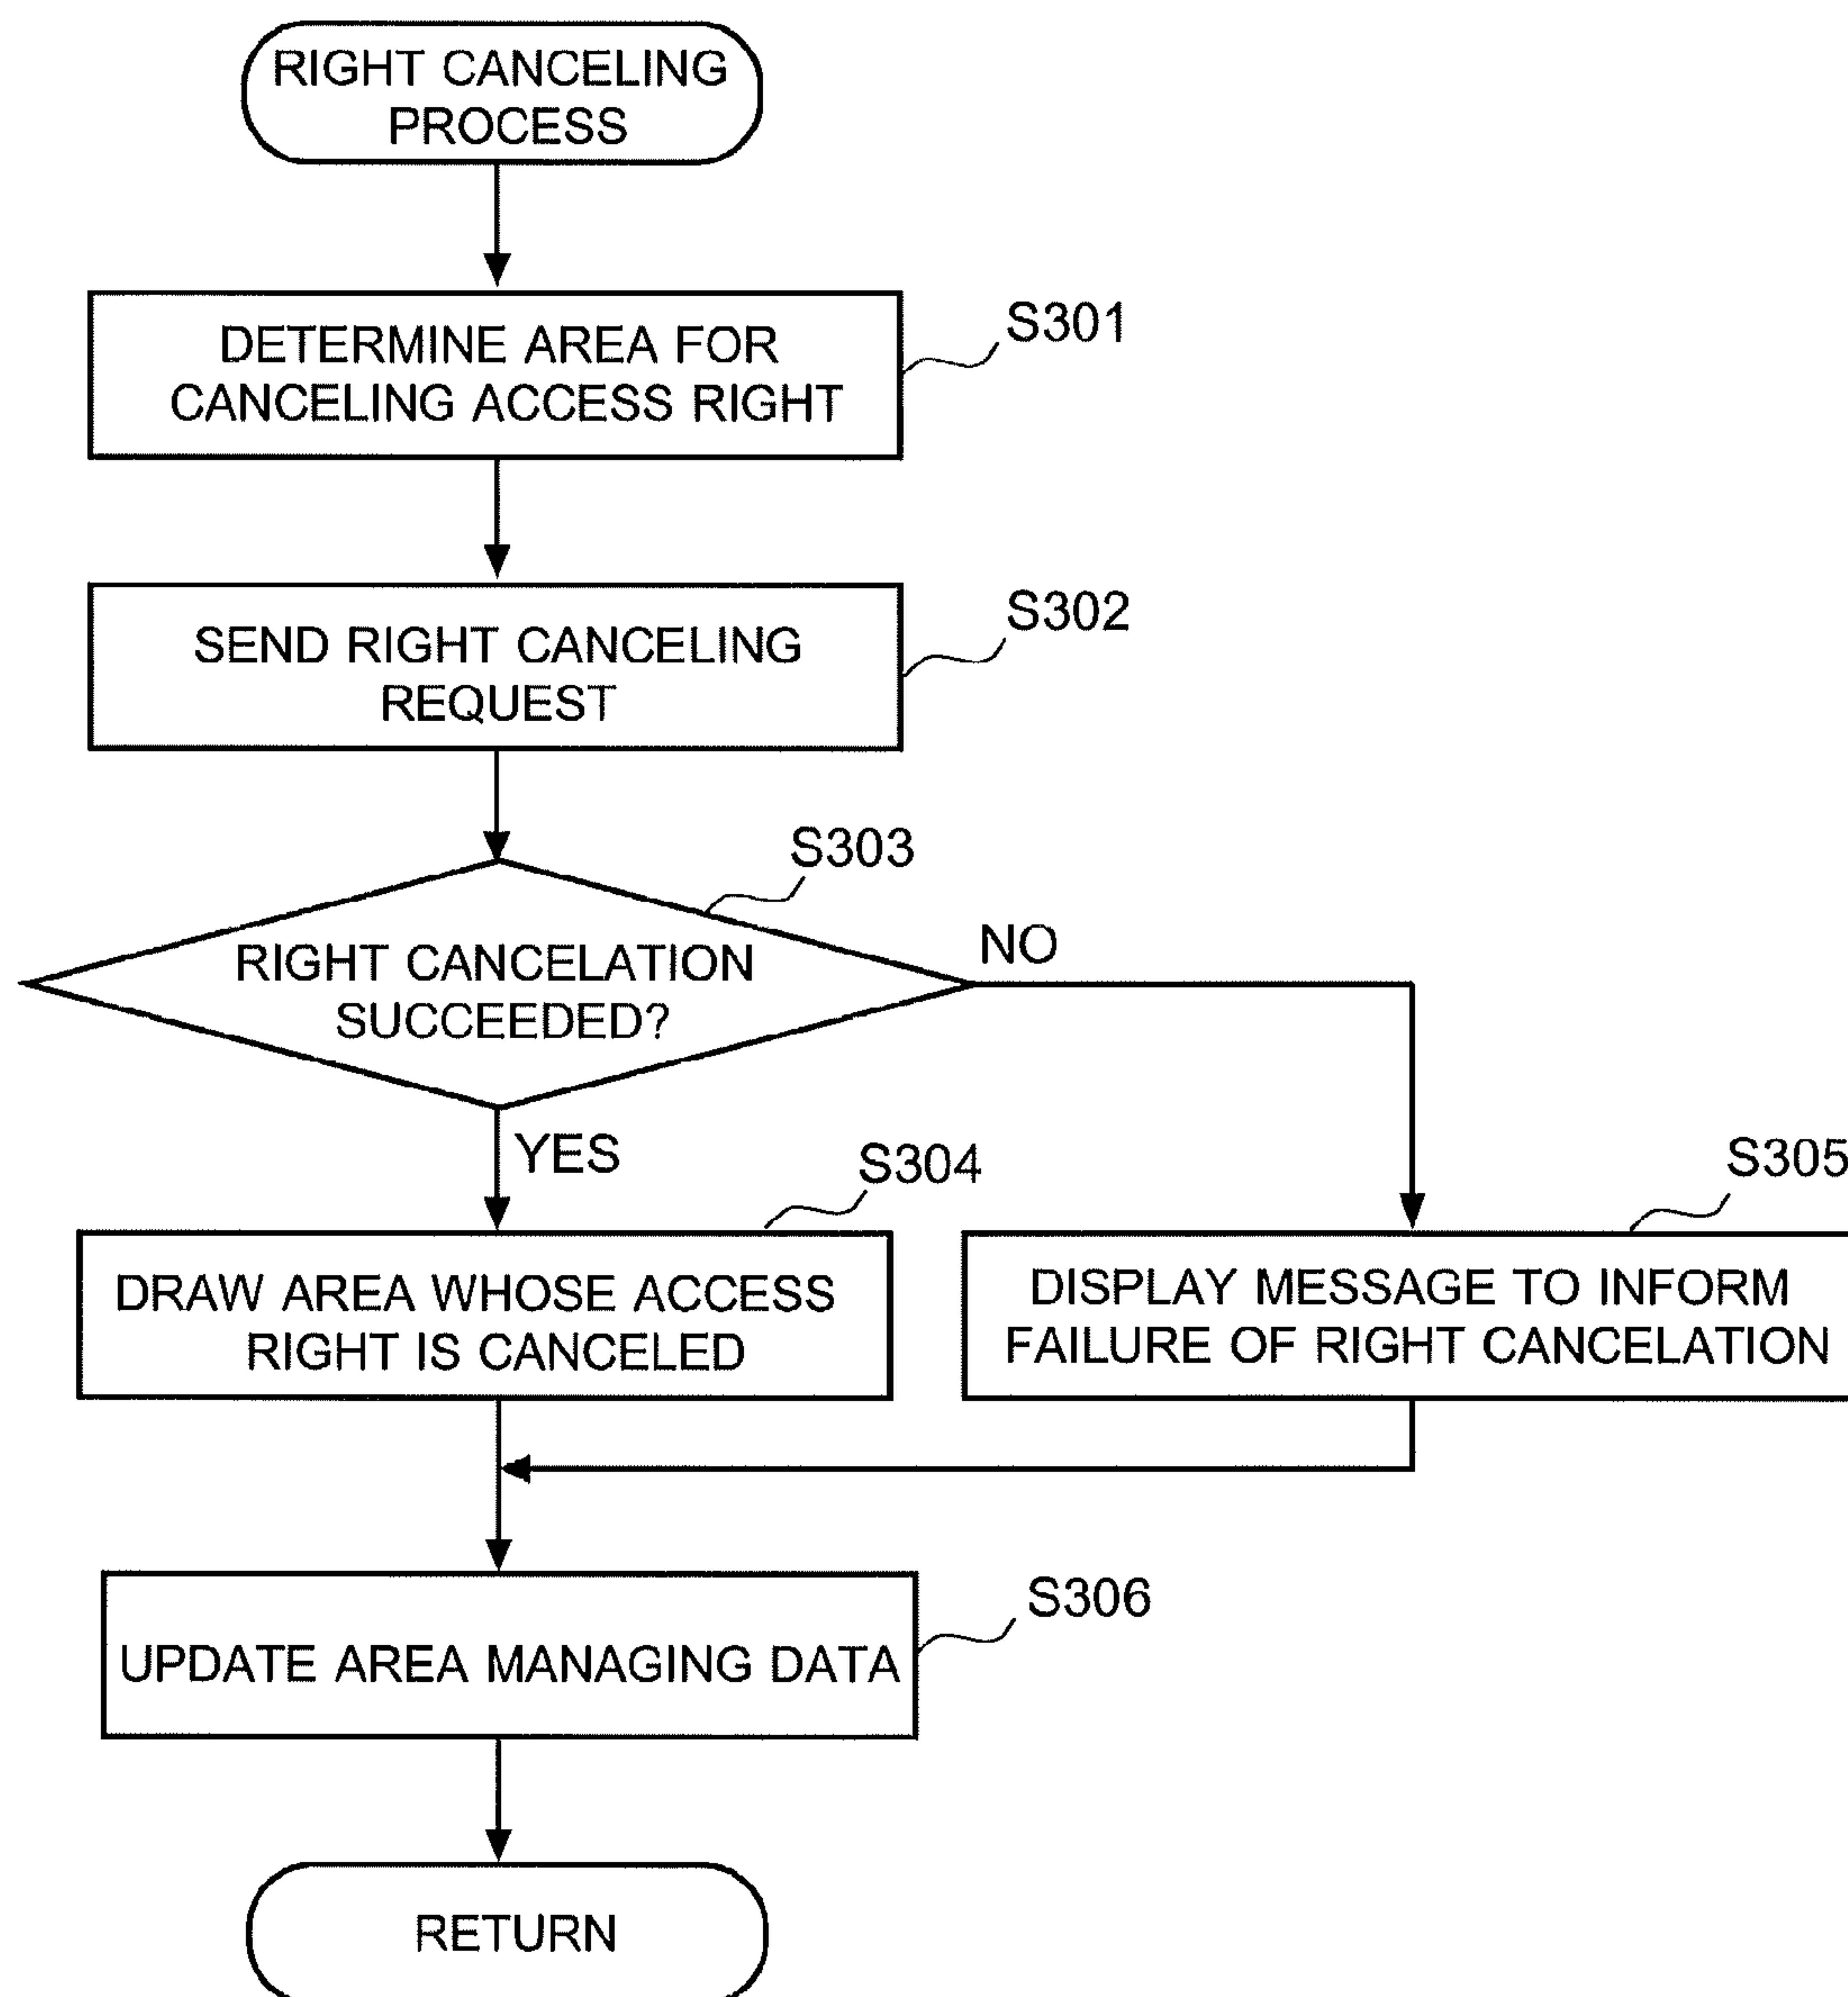 RIGHT CANCELING
PROCESS
DETERMINE AREA FOR
CANCELING ACCESS RIGHT
S301
SEND RIGHT CANCELING
REQUEST
S302
S303
RIGHT CANCELATION
SUCCEEDED?
NO
YES
S304
DRAW AREA WHOSE ACCESS
RIGHT IS CANCELED
S305
DISPLAY MESSAGE TO INFORM
FAILURE OF RIGHT CANCELATION
UPDATE AREA MANAGING DATA
S306
RETURN